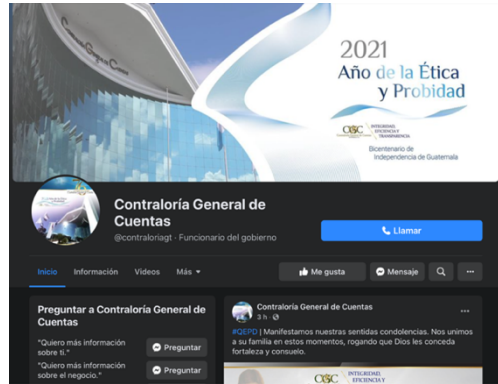 Contraloría General de Cuentas
2021
Año de la Ética
y Probidad
CGC
INTEGRIDAD,
EFICIENCIA Y
TRANSPARENCIA
Bicentenario de
Independencia de Guatemala
Contraloría General de
Cuentas
@contraloriagt · Funcionario del gobierno
Llamar
Inicio Información Videos Más
Me gusta Mensaje
Preguntar a Contraloría General de
Cuentas
"Quiero más información
sobre ti."
Preguntar
"Quiero más información
sobre el negocio."
Preguntar
Contraloría General de Cuentas
3 h ·
#QEPD | Manifestamos nuestras sentidas condolencias. Nos unimos
a su familia en estos momentos, rogando que Dios les conceda
fortaleza y consuelo.
CGC
INTEGRIDAD,
EFICIENCIA Y